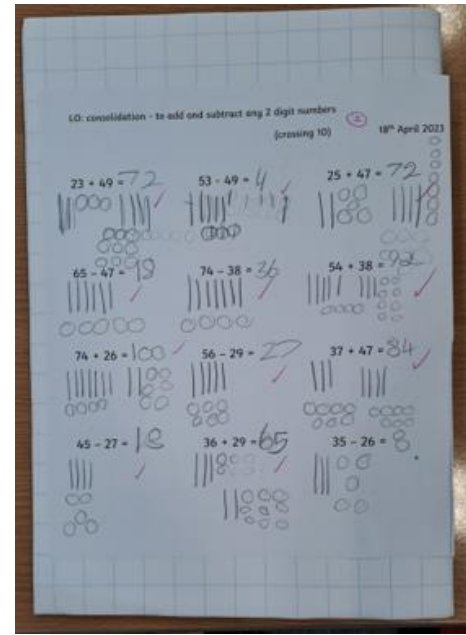 LO: consolidation - to add and subtract any 2 digit numbers
(crossing 10)
18th April 2023
23 + 49 = 72
53 - 49 = 4
25 + 47 = 72
65 - 47 = 18
74 - 38 = 36
54 + 38 = 92
74 + 26 = 100
56 - 29 = 27
37 + 47 = 84
45 - 27 = 18
36 + 29 = 65
35 - 26 = 8